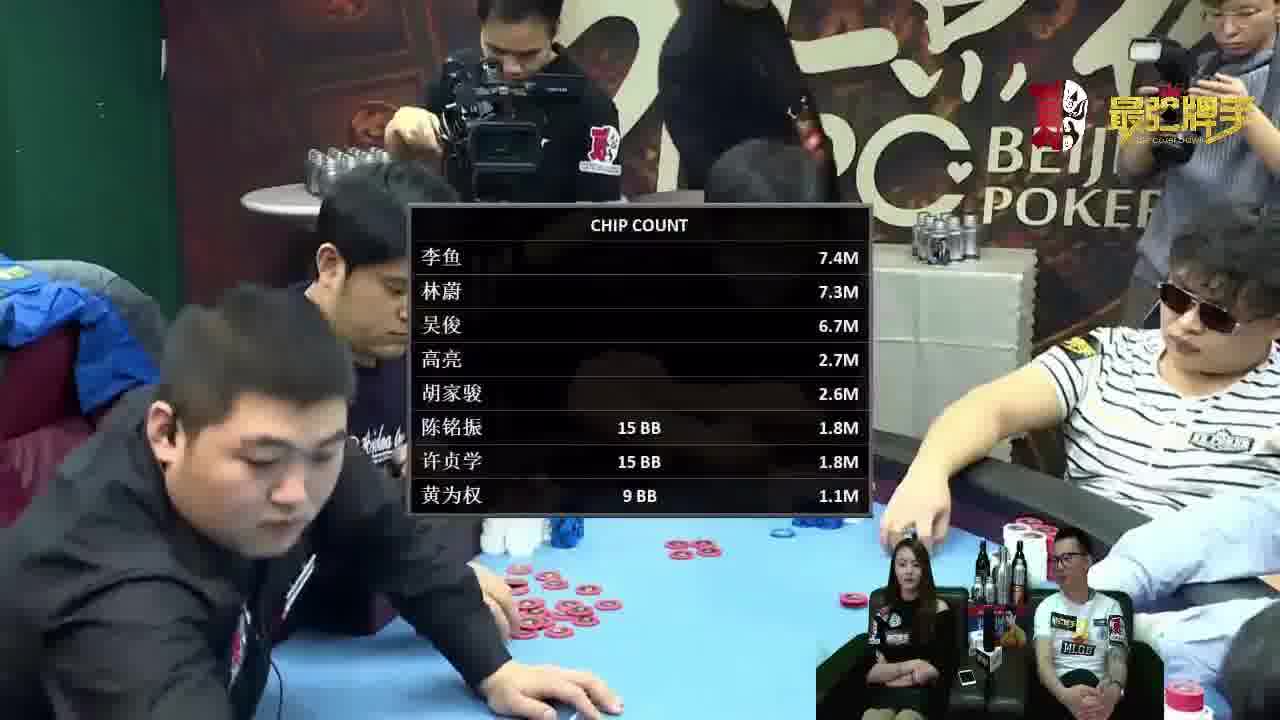 BEIJI
POKER
最强牌手
CHIP COUNT
李鱼 7.4M
林蔚 7.3M
吴俊 6.7M
高亮 2.7M
胡家骏 2.6M
陈铭振 15 BB 1.8M
许贞学 15 BB 1.8M
黄为权 9 BB 1.1M
MLGB